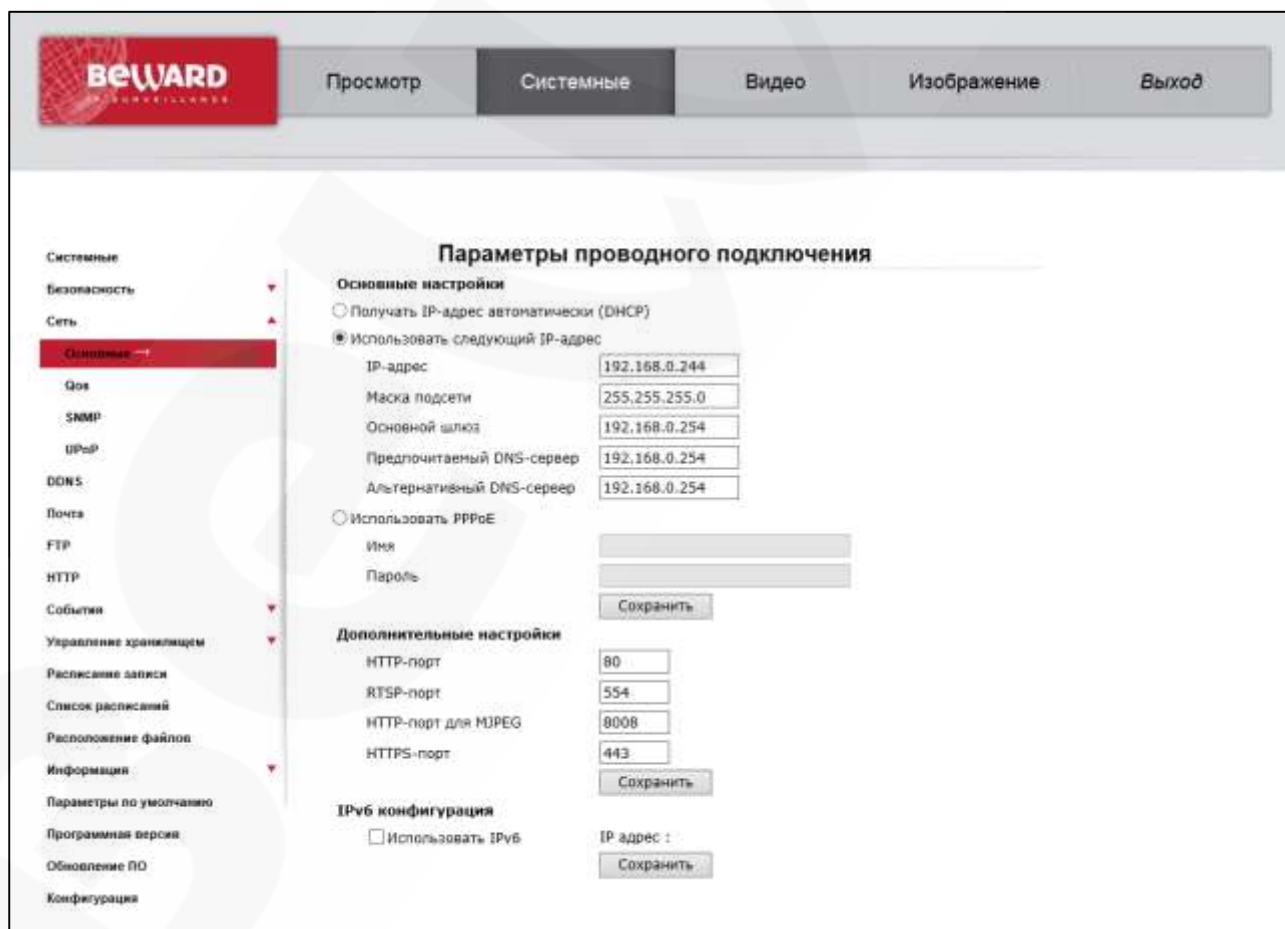 BEWARD
IP SURVEILLANCE
Просмотр
Системные
Видео
Изображение
Выход
Системные
Безопасность
Сеть
Основные →
Qos
SNMP
UPnP
DDNS
Почта
FTP
HTTP
События
Управление хранилищем
Расписание записи
Список расписаний
Расположение файлов
Информация
Параметры по умолчанию
Программная версия
Обновление ПО
Конфигурация
Параметры проводного подключения
Основные настройки
Получать IP-адрес автоматически (DHCP)
Использовать следующий IP-адрес
IP-адрес 192.168.0.244
Маска подсети 255.255.255.0
Основной шлюз 192.168.0.254
Предпочитаемый DNS-сервер 192.168.0.254
Альтернативный DNS-сервер 192.168.0.254
Использовать PPPoE
Имя
Пароль
Сохранить
Дополнительные настройки
HTTP-порт 80
RTSP-порт 554
HTTP-порт для MJPEG 8008
HTTPS-порт 443
Сохранить
IPv6 конфигурация
Использовать IPv6 IP адрес :
Сохранить